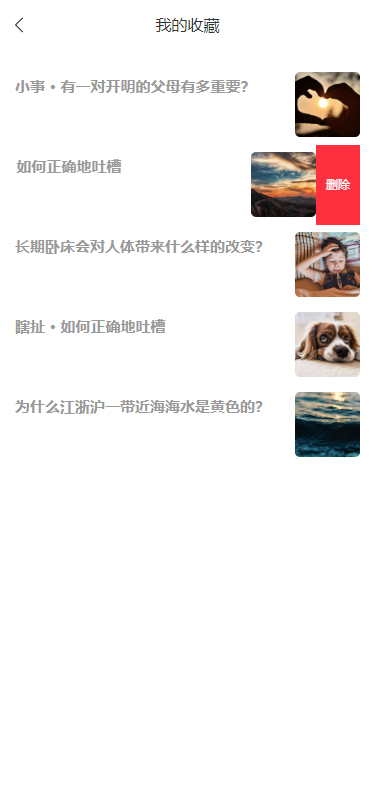 我的收藏
小事·有一对开明的父母有多重要？
如何正确地吐槽
删除
长期卧床会对人体带来什么样的改变？
瞎扯·如何正确地吐槽
为什么江浙沪一带近海海水是黄色的？